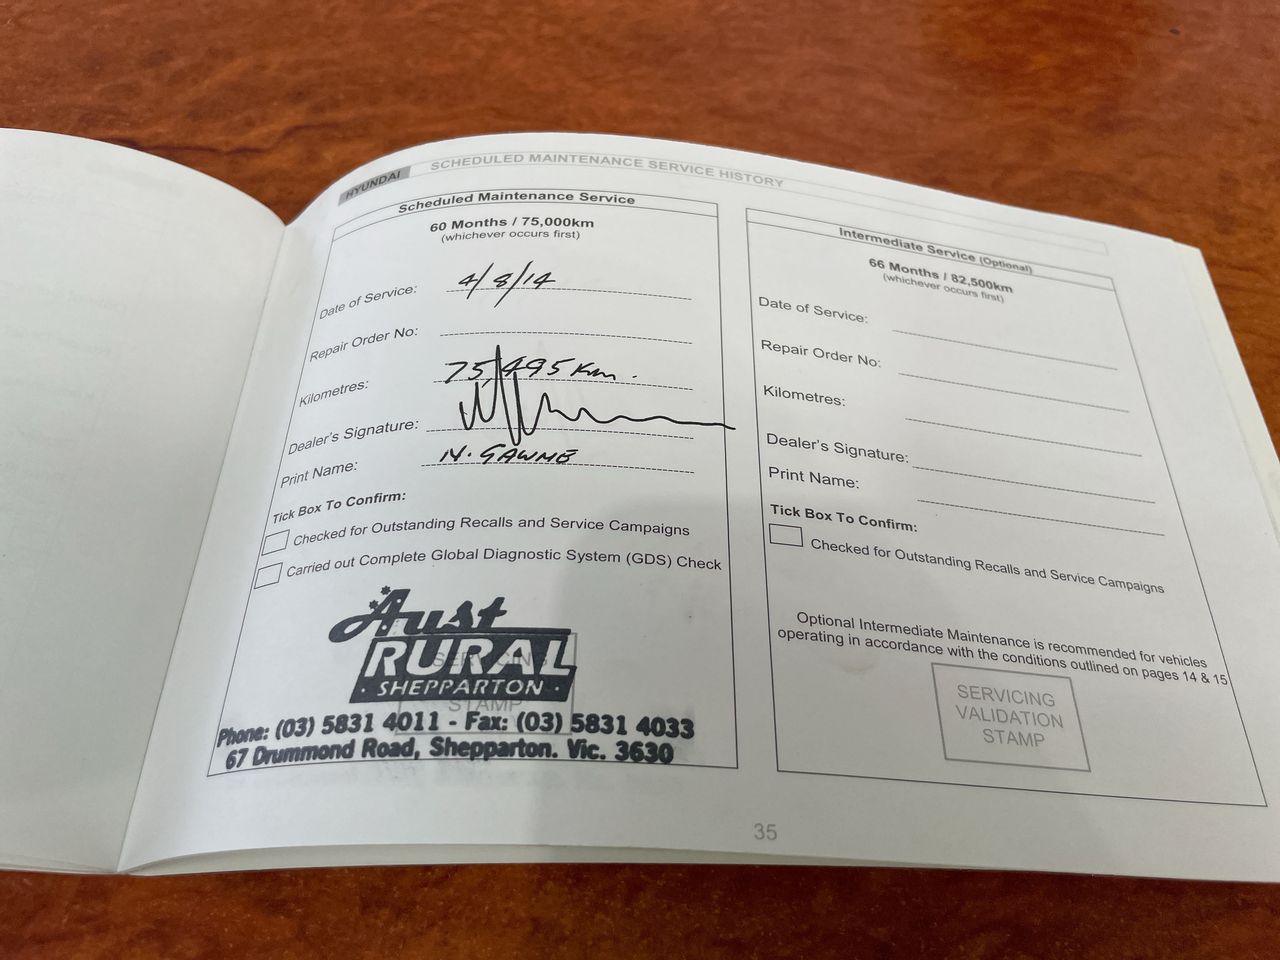 HYUNDAI SCHEDULED MAINTENANCE SERVICE HISTORY
Scheduled Maintenance Service
60 Months / 75,000km
(whichever occurs first)
Date of Service: 4/8/14
Repair Order No:
Kilometres: 75,495 Km.
Dealer's Signature:
Print Name: N. GAWNE
Tick Box To Confirm:
Checked for Outstanding Recalls and Service Campaigns
Carried out Complete Global Diagnostic System (GDS) Check
Aust
RURAL
· SHEPPARTON ·
Phone: (03) 5831 4011 - Fax: (03) 5831 4033
67 Drummond Road, Shepparton. Vic. 3630
SERVICING
STAMP
Intermediate Service (Optional)
66 Months / 82,500km
(whichever occurs first)
Date of Service:
Repair Order No:
Kilometres:
Dealer's Signature:
Print Name:
Tick Box To Confirm:
Checked for Outstanding Recalls and Service Campaigns
Optional Intermediate Maintenance is recommended for vehicles
operating in accordance with the conditions outlined on pages 14 & 15
SERVICING
VALIDATION
STAMP
35